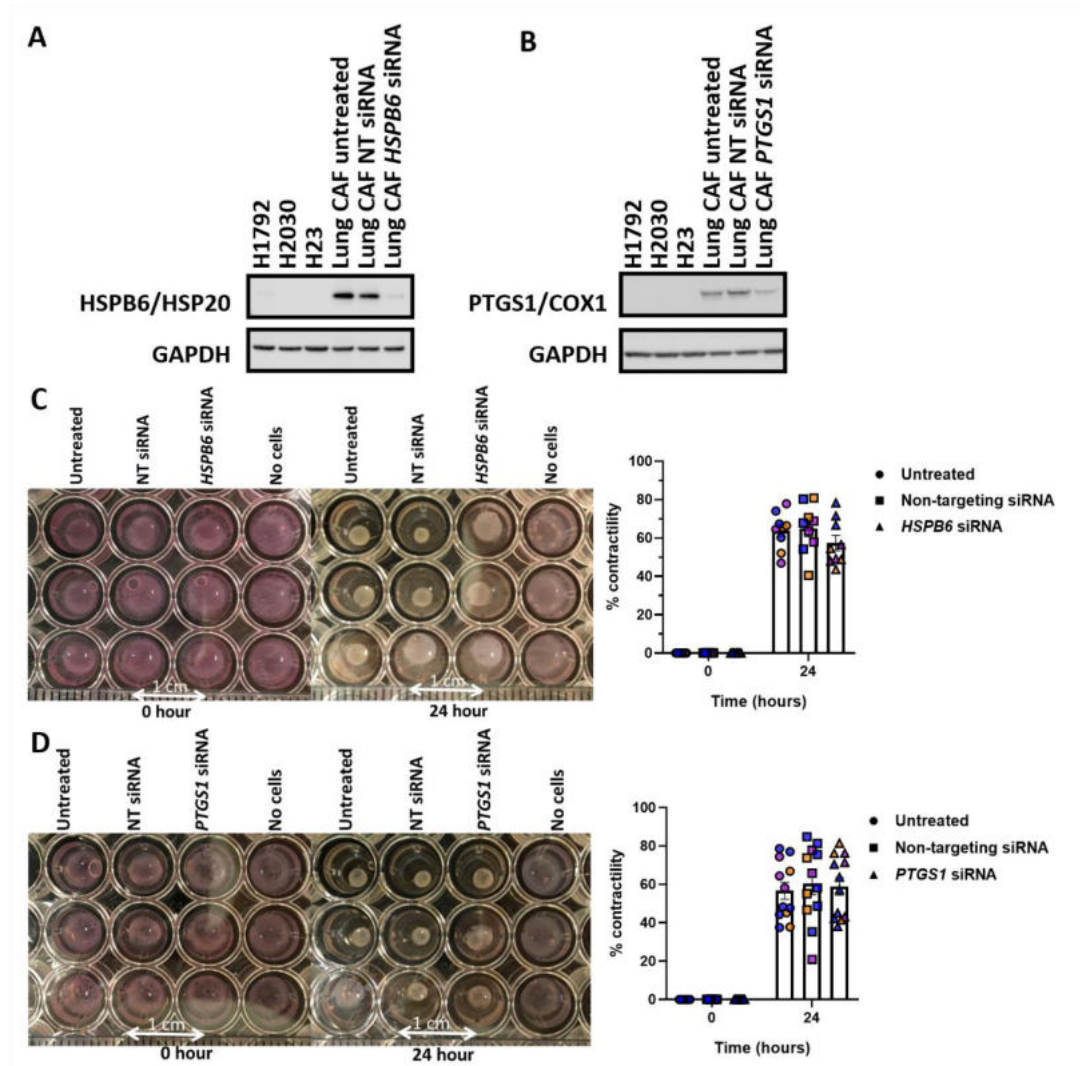 A
H1792
H2030
H23
Lung CAF untreated
Lung CAF NT siRNA
Lung CAF HSPB6 siRNA
HSPB6/HSP20
GAPDH
B
H1792
H2030
H23
Lung CAF untreated
Lung CAF NT siRNA
Lung CAF PTGS1 siRNA
PTGS1/COX1
GAPDH
C
Untreated
NT siRNA
HSPB6 siRNA
No cells
Untreated
NT siRNA
HSPB6 siRNA
No cells
1 cm
1 cm
0 hour
24 hour
% contractility
100
80
60
40
20
0
0
24
Time (hours)
Untreated
Non-targeting siRNA
HSPB6 siRNA
D
Untreated
NT siRNA
PTGS1 siRNA
No cells
Untreated
NT siRNA
PTGS1 siRNA
No cells
1 cm
1 cm
0 hour
24 hour
% contractility
100
80
60
40
20
0
0
24
Time (hours)
Untreated
Non-targeting siRNA
PTGS1 siRNA